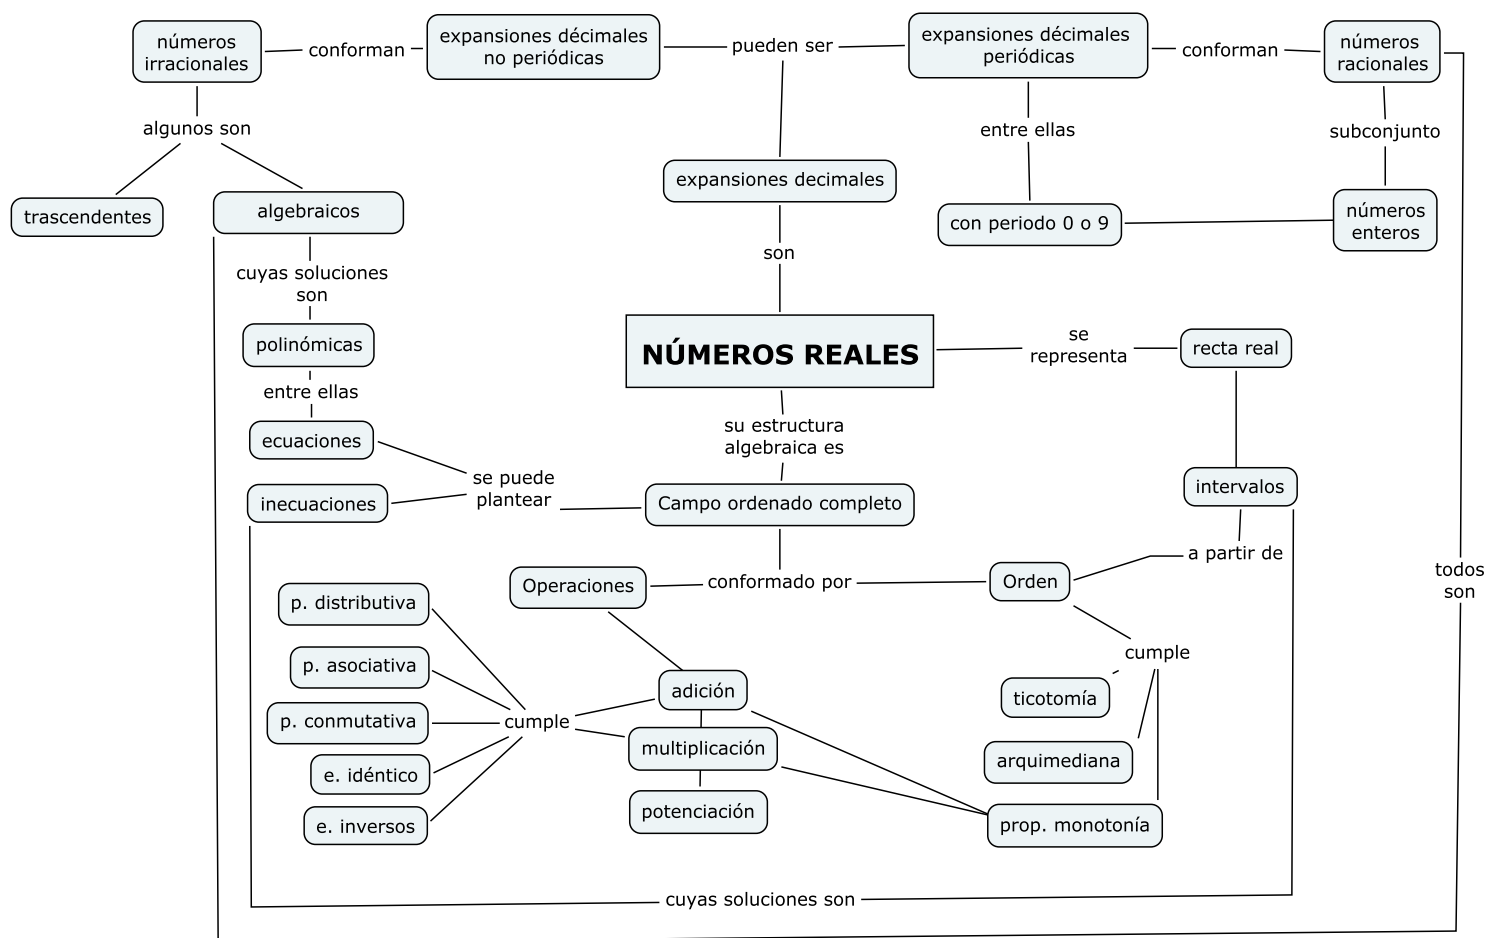 números
irracionales
conforman
expansiones décimales
no periódicas
pueden ser
expansiones décimales
periódicas
conforman
números
racionales
algunos son
entre ellas
subconjunto
trascendentes
algebraicos
expansiones decimales
con periodo 0 o 9
números
enteros
cuyas soluciones
son
son
polinómicas
NÚMEROS REALES
se
representa
recta real
entre ellas
ecuaciones
su estructura
algebraica es
inecuaciones
se puede
plantear
Campo ordenado completo
intervalos
a partir de
Operaciones
conformado por
Orden
todos
son
p. distributiva
p. asociativa
p. conmutativa
e. idéntico
e. inversos
cumple
adición
multiplicación
potenciación
cumple
ticotomía
arquimediana
prop. monotonía
cuyas soluciones son